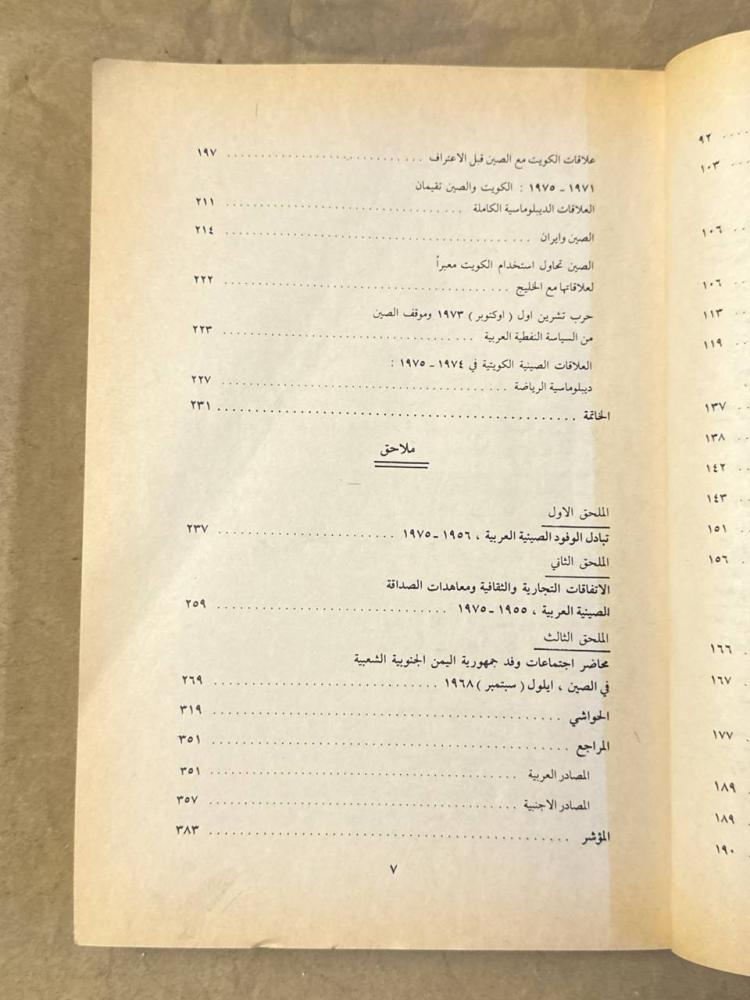 علاقات الكويت مع الصين قبل الاعتراف . . . . . . . . . . . . . . . . . . . . . . . . ١٩٧
١٩٧١ - ١٩٧٥ : الكويت والصين تقيمان
العلاقات الديبلوماسية الكاملة . . . . . . . . . . . . . . . . . . . . . . . . ٢١١
الصين وايران . . . . . . . . . . . . . . . . . . . . . . . . ٢١٤
الصين تحاول استخدام الكويت معبراً
لعلاقاتها مع الخليج . . . . . . . . . . . . . . . . . . . . . . . . ٢٢٢
حرب تشرين اول ( اوكتوبر ) ١٩٧٣ وموقف الصين
من السياسة النفطية العربية . . . . . . . . . . . . . . . . . . . . . . . . ٢٢٣
العلاقات الصينية الكويتية في ١٩٧٤ - ١٩٧٥ :
ديبلوماسية الرياضة . . . . . . . . . . . . . . . . . . . . . . . . ٢٢٧
الخاتمة . . . . . . . . . . . . . . . . . . . . . . . . ٢٣١
ملاحق
الملحق الاول
تبادل الوفود الصينية العربية ، ١٩٥٦ - ١٩٧٥ . . . . . . . . . . . . . . . . . . . . . . . . ٢٣٧
الملحق الثاني
الاتفاقات التجارية والثقافية ومعاهدات الصداقة
الصينية العربية ، ١٩٥٥ - ١٩٧٥ . . . . . . . . . . . . . . . . . . . . . . . . ٢٥٩
الملحق الثالث
محاضر اجتماعات وفد جمهورية اليمن الجنوبية الشعبية
في الصين ، ايلول ( سبتمبر ) ١٩٦٨ . . . . . . . . . . . . . . . . . . . . . . . . ٢٦٩
الحواشي . . . . . . . . . . . . . . . . . . . . . . . . ٣١٩
المراجع . . . . . . . . . . . . . . . . . . . . . . . . ٣٥١
المصادر العربية . . . . . . . . . . . . . . . . . . . . . . . . ٣٥١
المصادر الاجنبية . . . . . . . . . . . . . . . . . . . . . . . . ٣٥٧
المؤشر . . . . . . . . . . . . . . . . . . . . . . . . ٣٨٣
٧
٩٢
١٠٣
١٠٦
١٠٦
١١٣
١١٩
١٣٧
١٣٨
١٤٢
١٤٣
١٥١
١٥٦
١٦٦
١٦٧
١٧٧
١٨٩
١٨٩
١٩٠